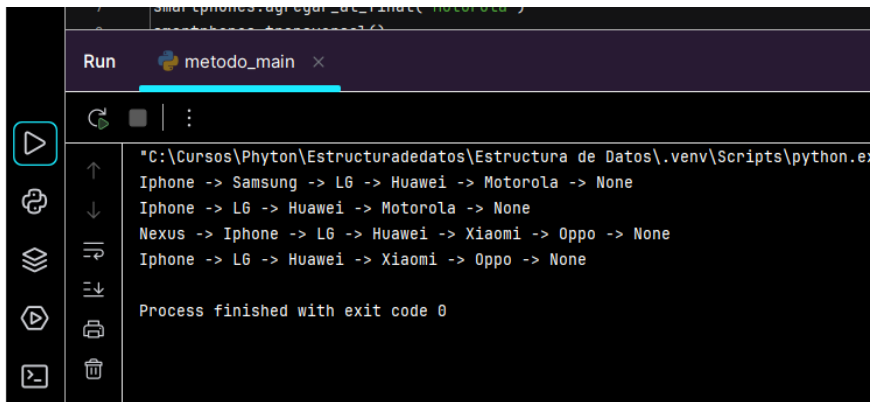 Run metodo_main
"C:\Cursos\Phyton\Estructuradedatos\Estructura de Datos\.venv\Scripts\python.ex
Iphone -> Samsung -> LG -> Huawei -> Motorola -> None
Iphone -> LG -> Huawei -> Motorola -> None
Nexus -> Iphone -> LG -> Huawei -> Xiaomi -> Oppo -> None
Iphone -> LG -> Huawei -> Xiaomi -> Oppo -> None
Process finished with exit code 0